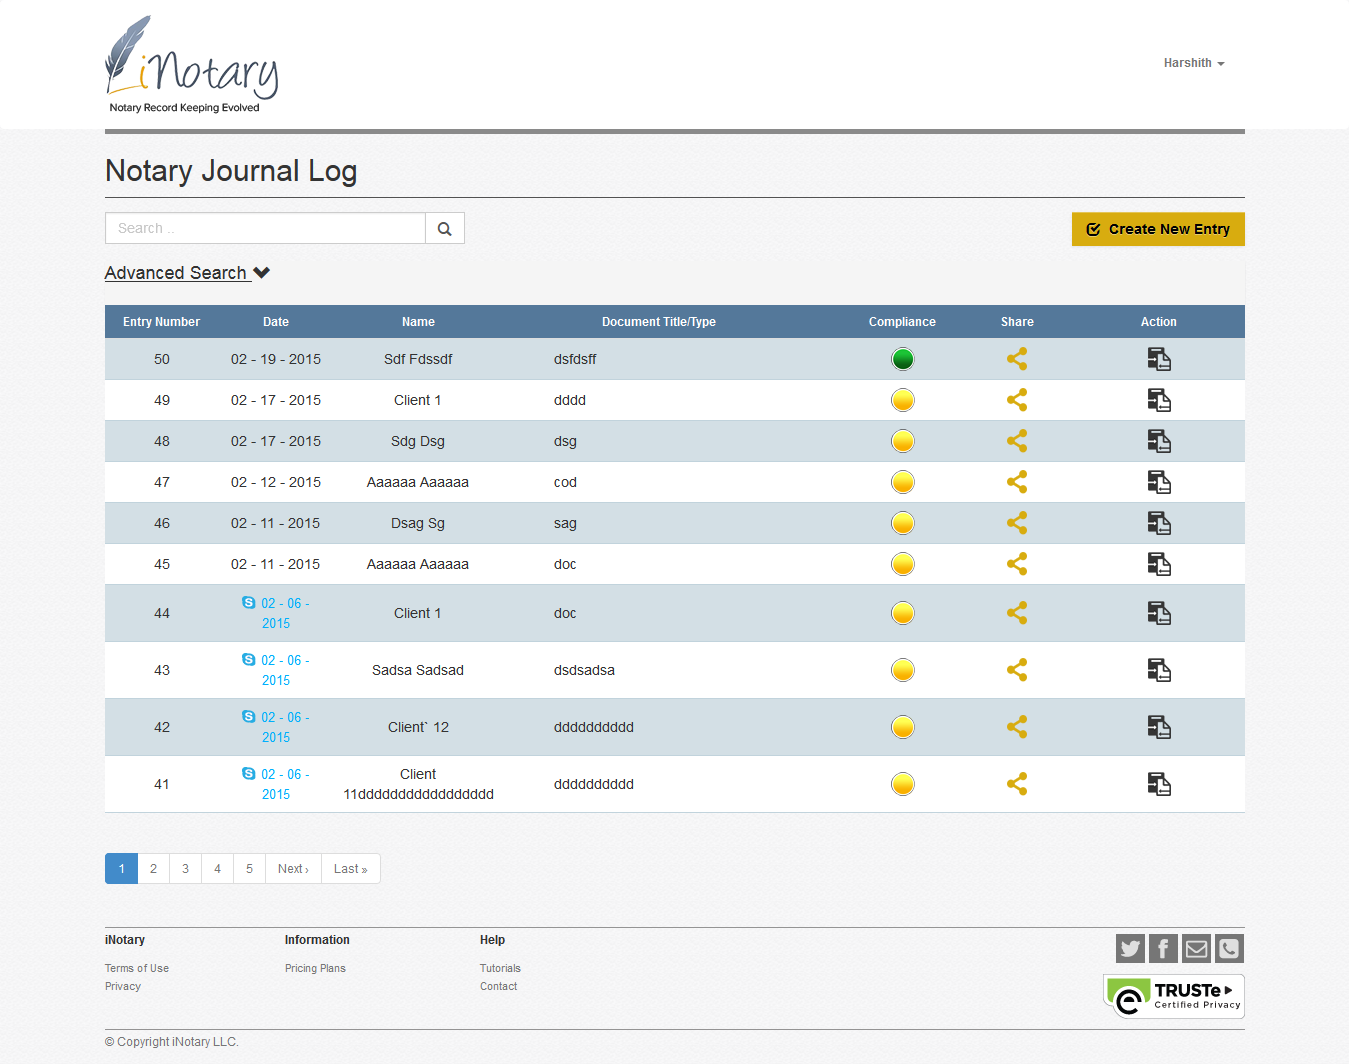 iNotary
Notary Record Keeping Evolved
Harshith
Notary Journal Log
Search ..
Create New Entry
Advanced Search
Entry Number Date Name Document Title/Type Compliance Share Action
50 02 - 19 - 2015 Sdf Fdssdf dsfdsff
49 02 - 17 - 2015 Client 1 dddd
48 02 - 17 - 2015 Sdg Dsg dsg
47 02 - 12 - 2015 Aaaaaa Aaaaaa cod
46 02 - 11 - 2015 Dsag Sg sag
45 02 - 11 - 2015 Aaaaaa Aaaaaa doc
44 02 - 06 - Client 1 doc
2015
43 02 - 06 - Sadsa Sadsad dsdsadsa
2015
42 02 - 06 - Client` 12 dddddddddd
2015
41 02 - 06 - Client dddddddddd
2015 11ddddddddddddddddd
1 2 3 4 5 Next › Last »
iNotary Information Help
Terms of Use Pricing Plans Tutorials
Privacy Contact
TRUSTe
Certified Privacy
© Copyright iNotary LLC.